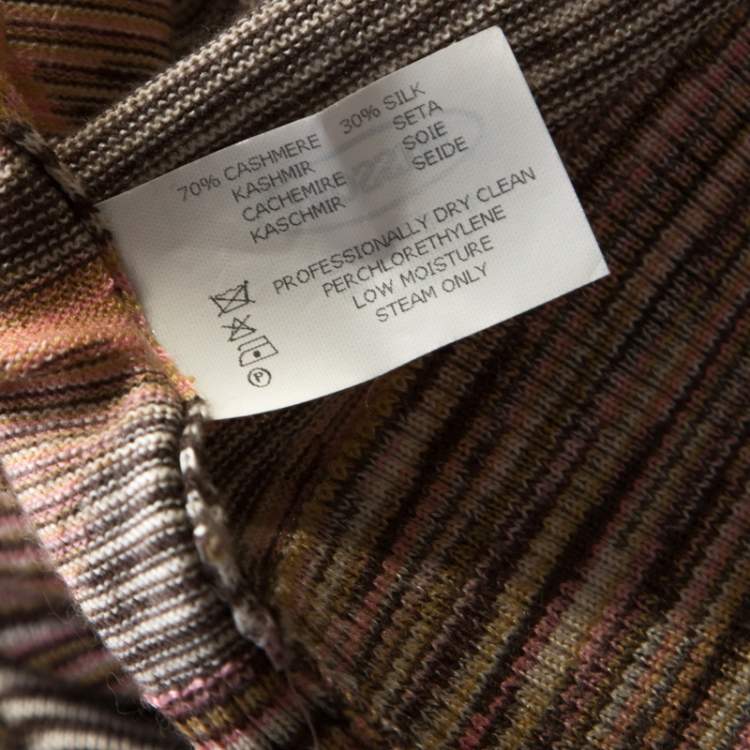 70% CASHMERE 30% SILK
KASHMIR SETA
CACHEMIRE SOIE
KASCHMIR SEIDE
PROFESSIONALLY DRY CLEAN
PERCHLORETHYLENE
LOW MOISTURE
STEAM ONLY
P